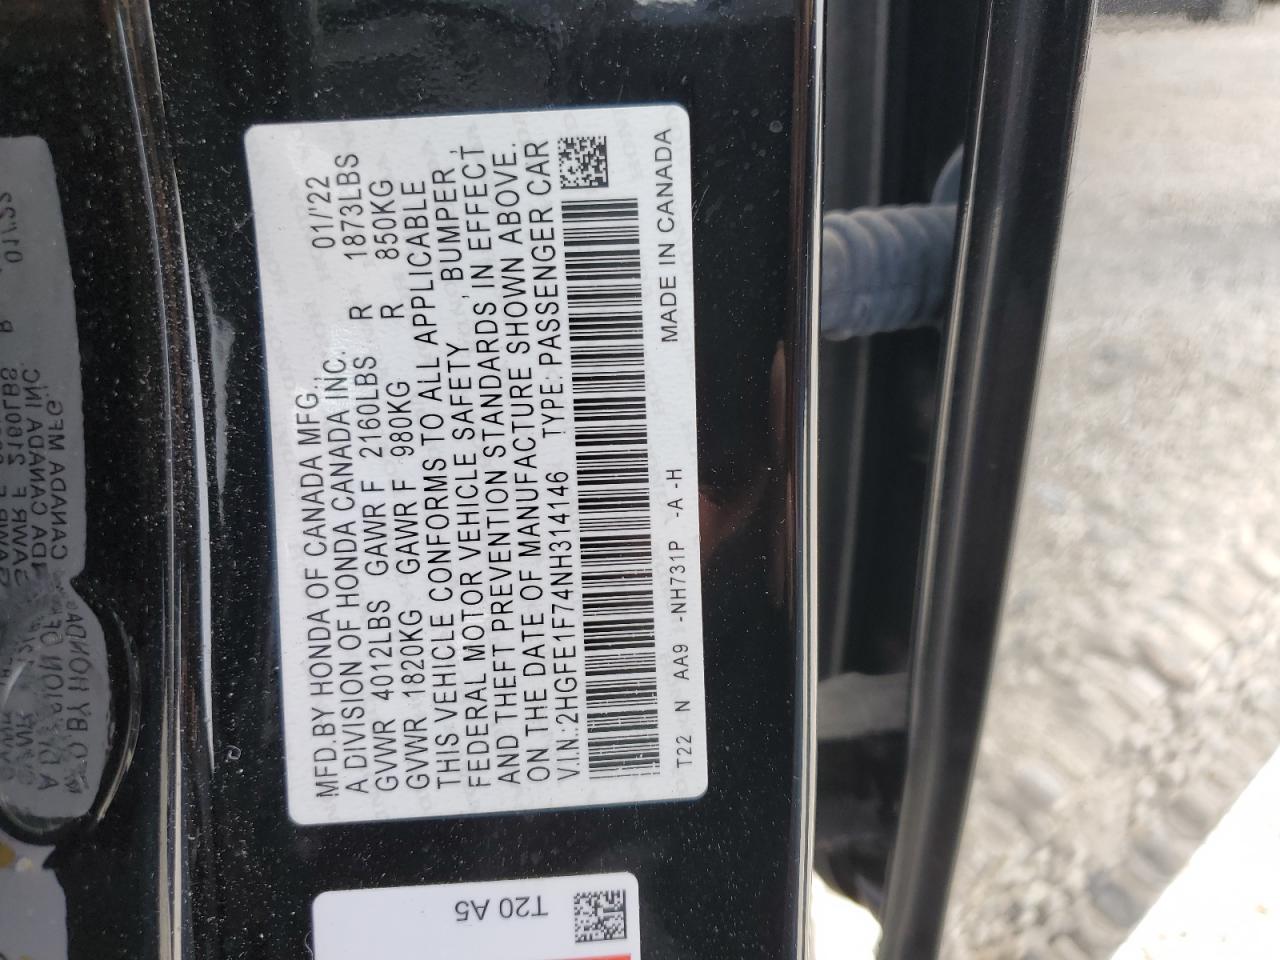 MFD. BY HONDA OF CANADA MFG., 01/'22
A DIVISION OF HONDA CANADA INC.
GVWR 4012LBS GAWR F 2160LBS R 1873LBS
GVWR 1820KG GAWR F 980KG R 850KG
THIS VEHICLE CONFORMS TO ALL APPLICABLE
FEDERAL MOTOR VEHICLE SAFETY, BUMPER,
AND THEFT PREVENTION STANDARDS IN EFFECT
ON THE DATE OF MANUFACTURE SHOWN ABOVE.
V.I.N.: 2HGFE1F74NH314146 TYPE: PASSENGER CAR
T22 N AA9 -NH731P -A -H MADE IN CANADA
T20 A5